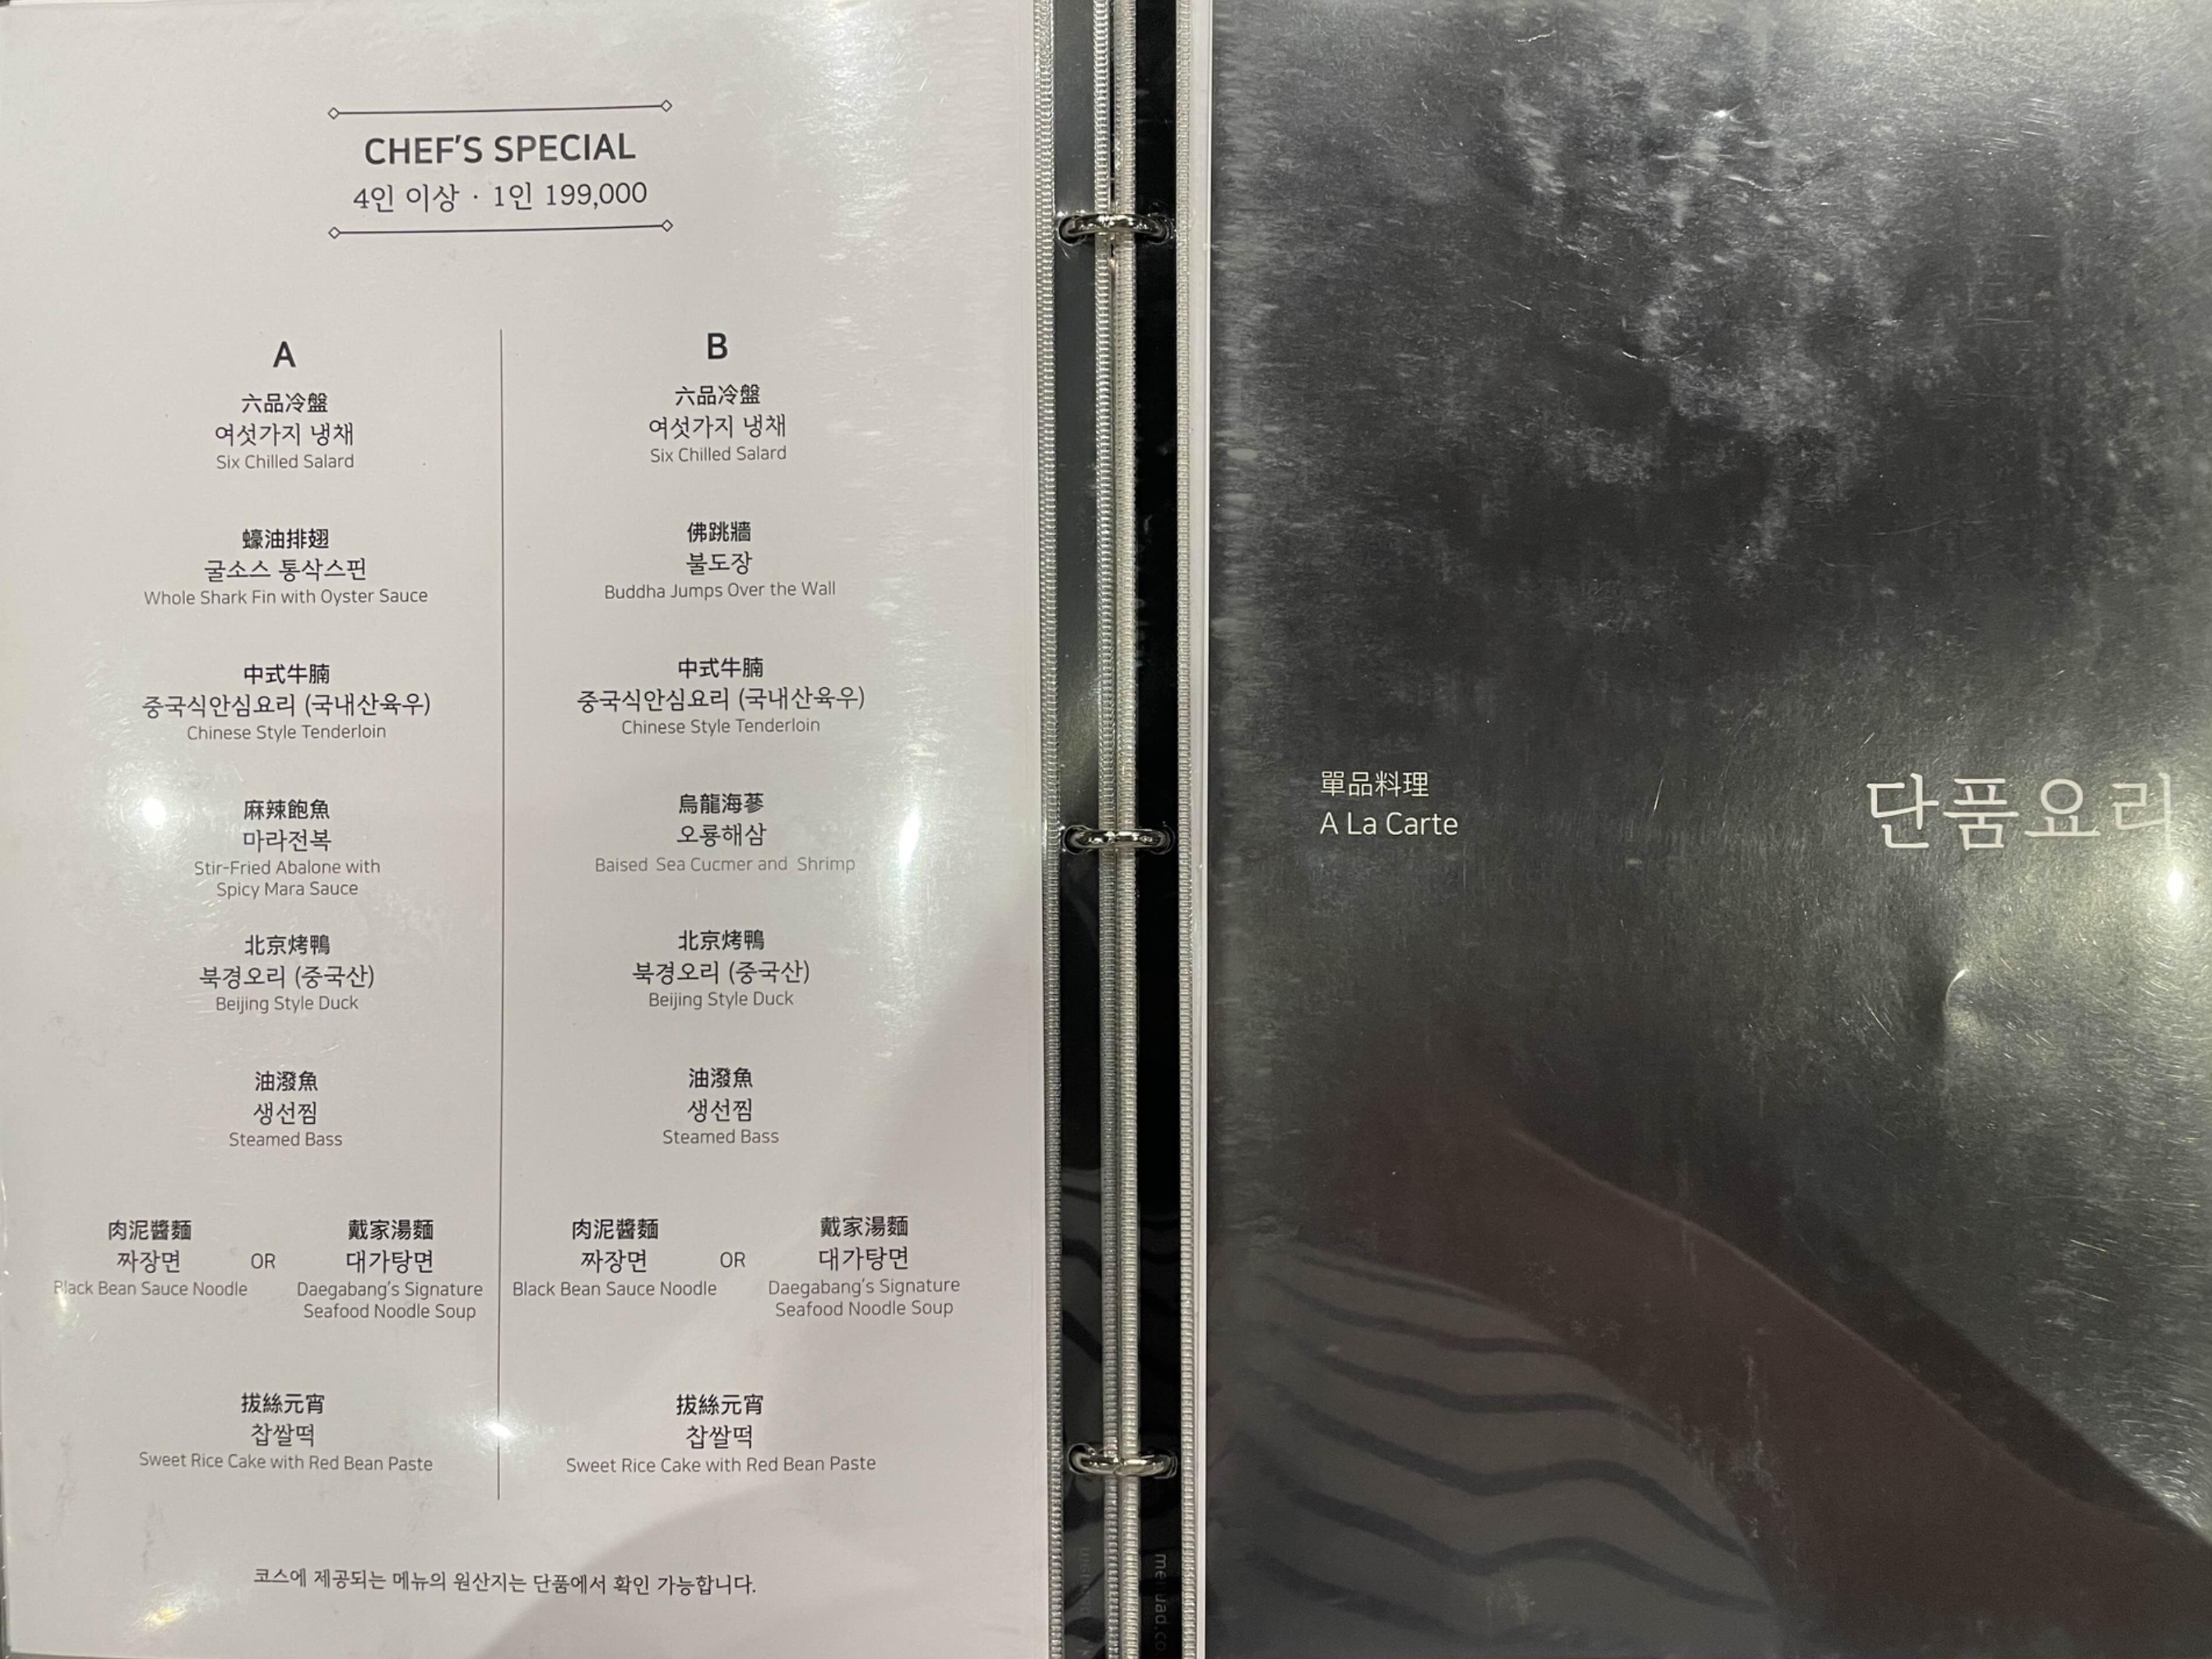 CHEF'S SPECIAL
4인 이상 · 1인 199,000
A
六品冷盤
여섯가지 냉채
Six Chilled Salard
蠔油排翅
굴소스 통삭스핀
Whole Shark Fin with Oyster Sauce
中式牛腩
중국식안심요리 (국내산육우)
Chinese Style Tenderloin
麻辣鮑魚
마라전복
Stir-Fried Abalone with
Spicy Mara Sauce
北京烤鴨
북경오리 (중국산)
Beijing Style Duck
油潑魚
생선찜
Steamed Bass
肉泥醬麵
짜장면
Black Bean Sauce Noodle
OR
戴家湯麵
대가탕면
Daegabang's Signature
Seafood Noodle Soup
拔絲元宵
찹쌀떡
Sweet Rice Cake with Red Bean Paste
B
六品冷盤
여섯가지 냉채
Six Chilled Salard
佛跳牆
불도장
Buddha Jumps Over the Wall
中式牛腩
중국식안심요리 (국내산육우)
Chinese Style Tenderloin
烏龍海蔘
오룡해삼
Baised Sea Cucmer and Shrimp
北京烤鴨
북경오리 (중국산)
Beijing Style Duck
油潑魚
생선찜
Steamed Bass
肉泥醬麵
짜장면
Black Bean Sauce Noodle
OR
戴家湯麵
대가탕면
Daegabang's Signature
Seafood Noodle Soup
拔絲元宵
찹쌀떡
Sweet Rice Cake with Red Bean Paste
코스에 제공되는 메뉴의 원산지는 단품에서 확인 가능합니다.
單品料理
A La Carte
단품요리